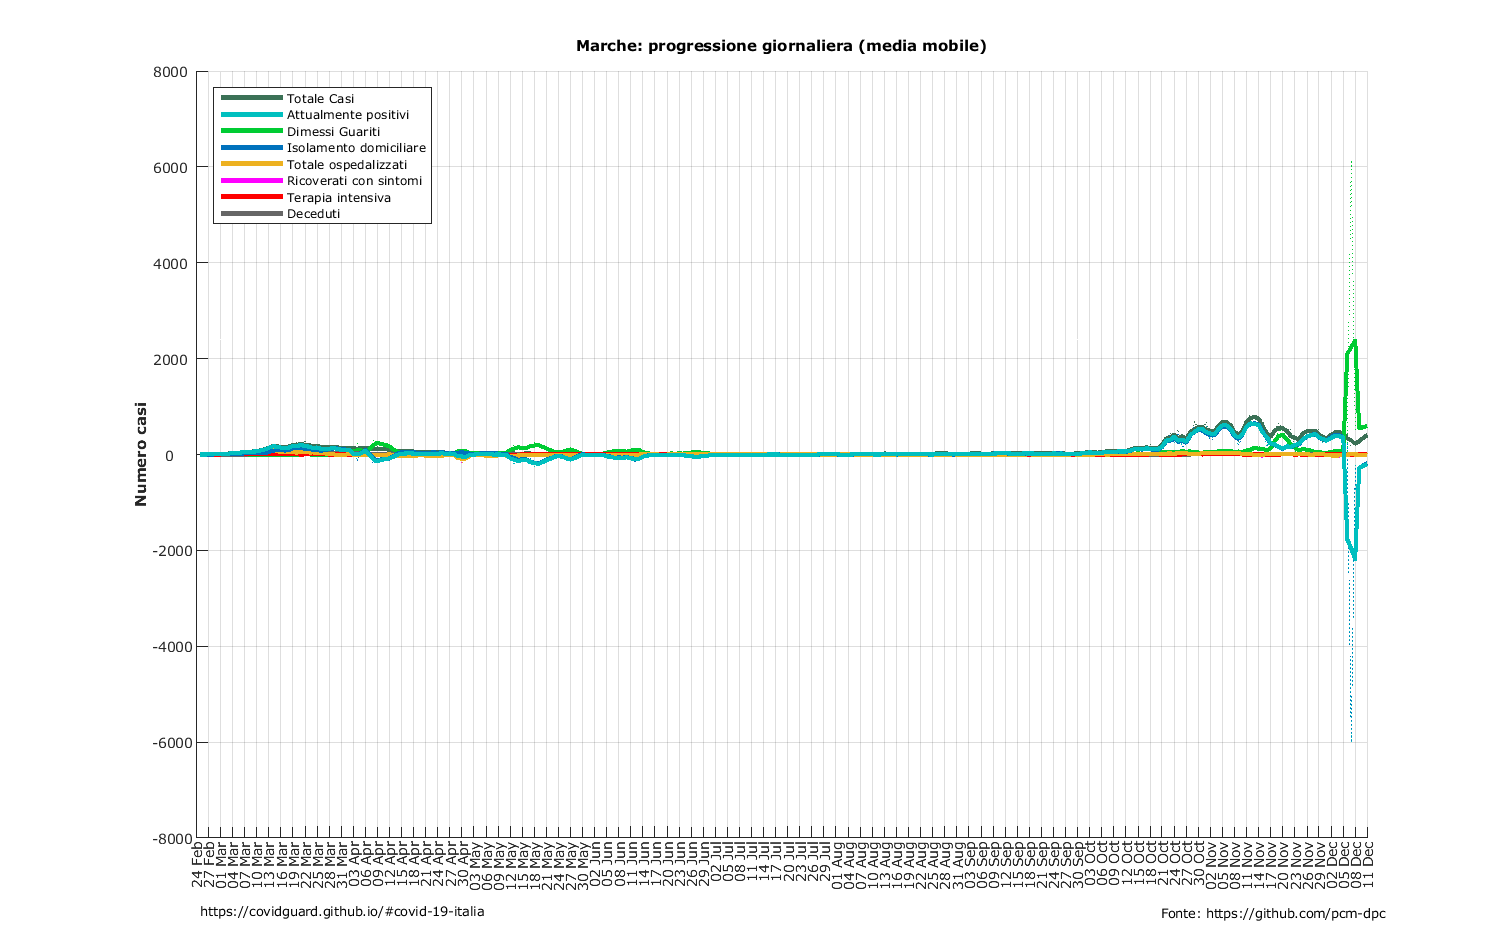 Marche: progressione giornaliera (media mobile)
8000
6000
4000
2000
0
-2000
-4000
-6000
-8000
Numero casi
Totale Casi
Attualmente positivi
Dimessi Guariti
Isolamento domiciliare
Totale ospedalizzati
Ricoverati con sintomi
Terapia intensiva
Deceduti
24 Feb
27 Feb
01 Mar
04 Mar
07 Mar
10 Mar
13 Mar
16 Mar
19 Mar
22 Mar
25 Mar
28 Mar
31 Mar
03 Apr
06 Apr
09 Apr
12 Apr
15 Apr
18 Apr
21 Apr
24 Apr
27 Apr
30 Apr
03 May
06 May
09 May
12 May
15 May
18 May
21 May
24 May
27 May
30 May
02 Jun
05 Jun
08 Jun
11 Jun
14 Jun
17 Jun
20 Jun
23 Jun
26 Jun
29 Jun
02 Jul
05 Jul
08 Jul
11 Jul
14 Jul
17 Jul
20 Jul
23 Jul
26 Jul
29 Jul
01 Aug
04 Aug
07 Aug
10 Aug
13 Aug
16 Aug
19 Aug
22 Aug
25 Aug
28 Aug
31 Aug
03 Sep
06 Sep
09 Sep
12 Sep
15 Sep
18 Sep
21 Sep
24 Sep
27 Sep
30 Sep
03 Oct
06 Oct
09 Oct
12 Oct
15 Oct
18 Oct
21 Oct
24 Oct
27 Oct
30 Oct
02 Nov
05 Nov
08 Nov
11 Nov
14 Nov
17 Nov
20 Nov
23 Nov
26 Nov
29 Nov
02 Dec
05 Dec
08 Dec
11 Dec
https://covidguard.github.io/#covid-19-italia
Fonte: https://github.com/pcm-dpc